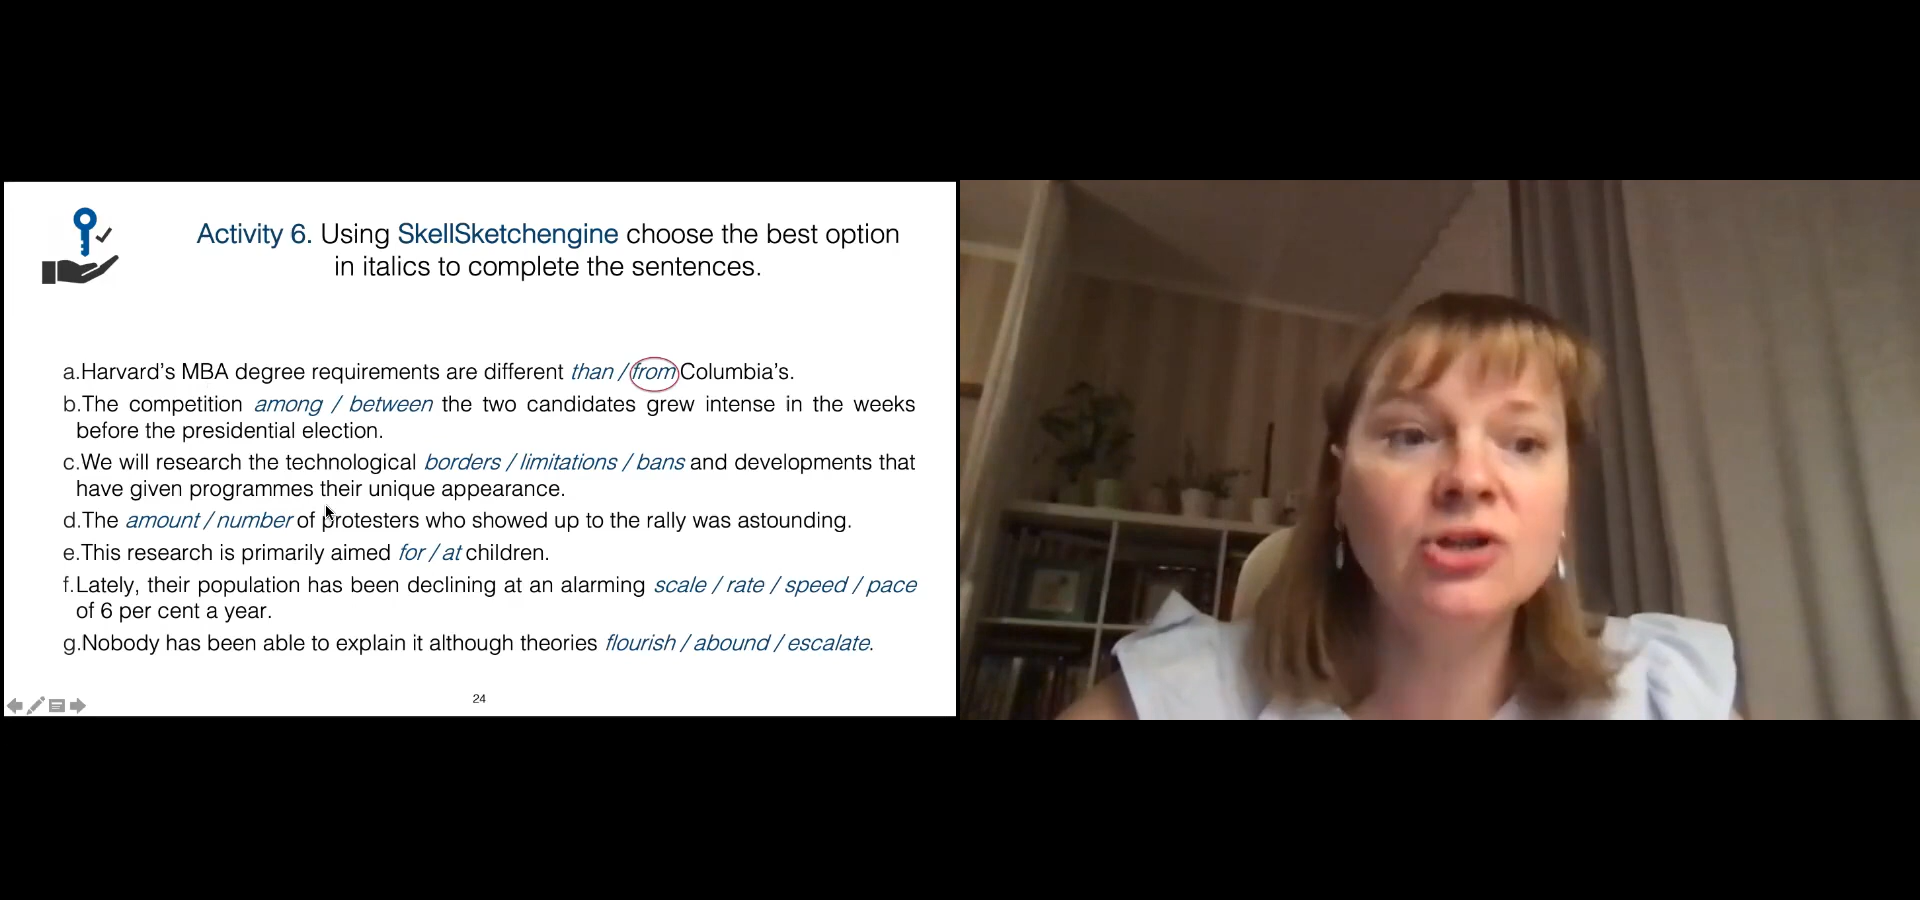 Activity 6. Using SkellSketchengine choose the best option
in italics to complete the sentences.
a.Harvard’s MBA degree requirements are different than / from Columbia’s.
b.The competition among / between the two candidates grew intense in the weeks
before the presidential election.
c.We will research the technological borders / limitations / bans and developments that
have given programmes their unique appearance.
d.The amount / number of protesters who showed up to the rally was astounding.
e.This research is primarily aimed for / at children.
f.Lately, their population has been declining at an alarming scale / rate / speed / pace
of 6 per cent a year.
g.Nobody has been able to explain it although theories flourish / abound / escalate.
24